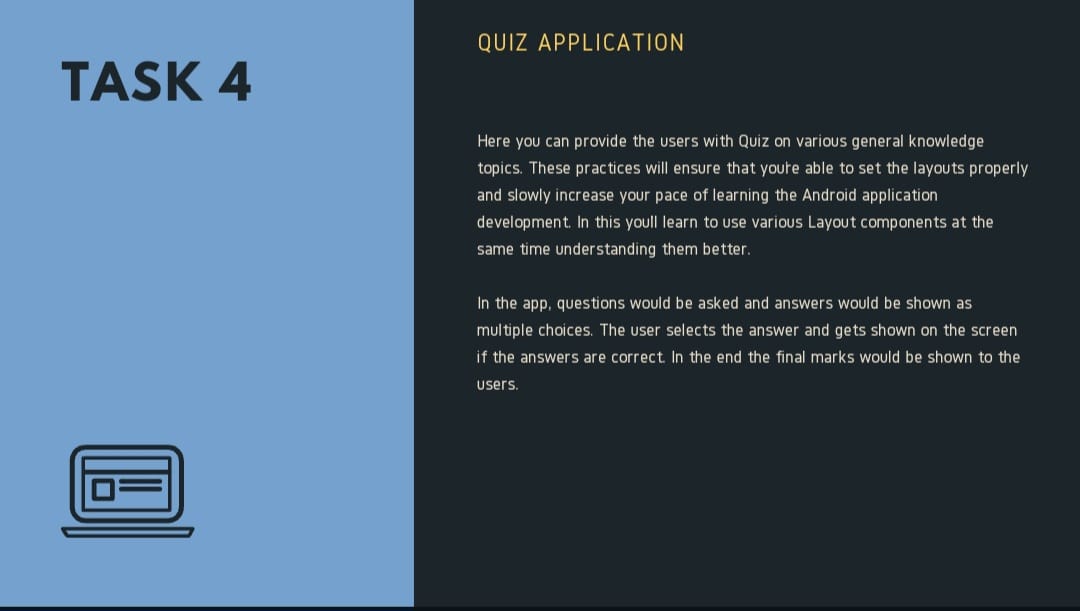 TASK 4
QUIZ APPLICATION
Here you can provide the users with Quiz on various general knowledge
topics. These practices will ensure that you're able to set the layouts properly
and slowly increase your pace of learning the Android application
development. In this youll learn to use various Layout components at the
same time understanding them better.
In the app, questions would be asked and answers would be shown as
multiple choices. The user selects the answer and gets shown on the screen
if the answers are correct. In the end the final marks would be shown to the
users.